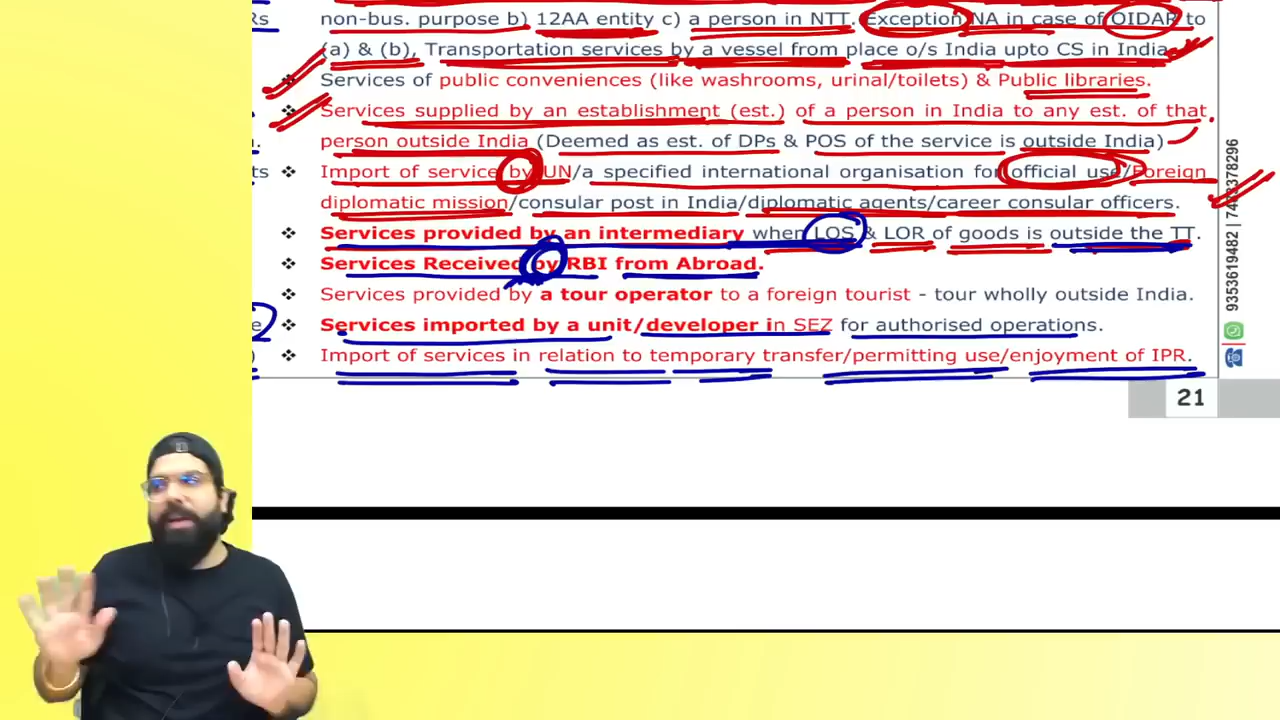 Rs non-bus. purpose b) 12AA entity c) a person in NTT. Exception NA in case of OIDAR to
(a) & (b), Transportation services by a vessel from place o/s India upto CS in India
❖ Services of public conveniences (like washrooms, urinal/toilets) & Public libraries.
Services supplied by an establishment (est.) of a person in India to any est. of that
person outside India (Deemed as est. of DPs & POS of the service is outside India)
ts ❖ Import of service by UN/a specified international organisation for official use/Foreign
diplomatic mission/consular post in India/diplomatic agents/career consular officers.
❖ Services provided by an intermediary when LOS & LOR of goods is outside the TT.
❖ Services Received by RBI from Abroad.
❖ Services provided by a tour operator to a foreign tourist - tour wholly outside India.
e ❖ Services imported by a unit/developer in SEZ for authorised operations.
) ❖ Import of services in relation to temporary transfer/permitting use/enjoyment of IPR.
21